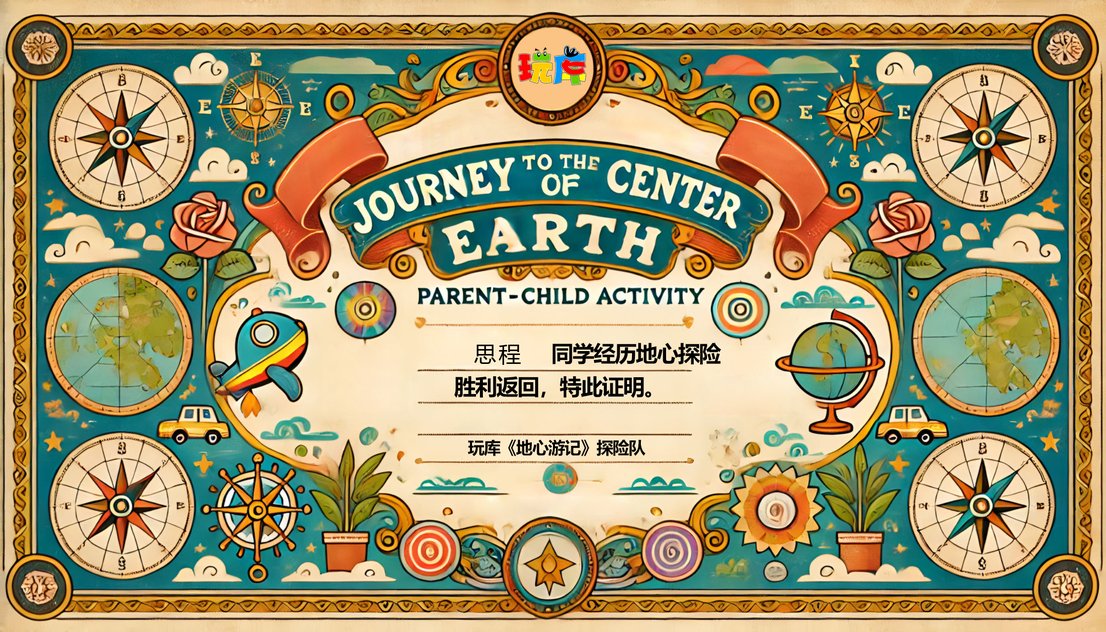 玩库
JOURNEY TO THE CENTER
OF
EARTH
PARENT-CHILD ACTIVITY
思程 同学经历地心探险
胜利返回，特此证明。
玩库《地心游记》探险队
E E
E E